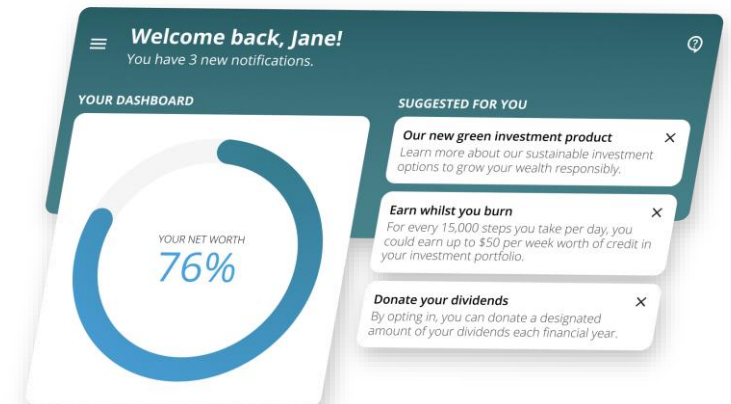 Welcome back, Jane!
You have 3 new notifications.
YOUR DASHBOARD
YOUR NET WORTH
76%
SUGGESTED FOR YOU
Our new green investment product
Learn more about our sustainable investment
options to grow your wealth responsibly.
Earn whilst you burn
For every 15,000 steps you take per day, you
could earn up to $50 per week worth of credit in
your investment portfolio.
Donate your dividends
By opting in, you can donate a designated
amount of your dividends each financial year.